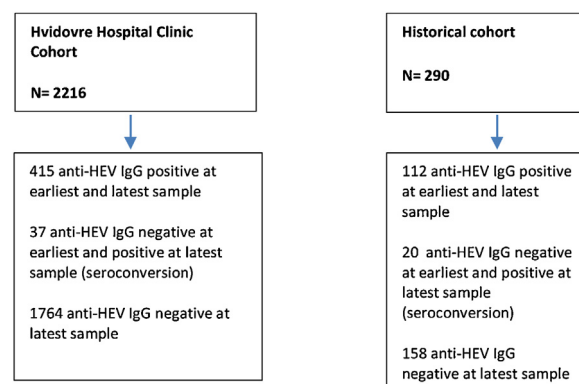 Hvidovre Hospital Clinic
Cohort
N= 2216
415 anti-HEV IgG positive at
earliest and latest sample
37 anti-HEV IgG negative at
earliest and positive at latest
sample (seroconversion)
1764 anti-HEV IgG negative at
latest sample
Historical cohort
N= 290
112 anti-HEV IgG positive
at earliest and latest
sample
20 anti-HEV IgG negative
at earliest and positive at
latest sample
(seroconversion)
158 anti-HEV IgG
negative at latest sample